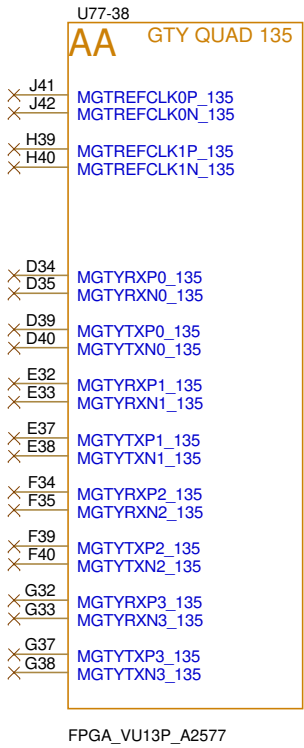 U77-38
AA GTY QUAD 135
J41 MGTREFCLK0P_135
J42 MGTREFCLK0N_135
H39 MGTREFCLK1P_135
H40 MGTREFCLK1N_135
D34 MGTYRXP0_135
D35 MGTYRXN0_135
D39 MGTYTXP0_135
D40 MGTYTXN0_135
E32 MGTYRXP1_135
E33 MGTYRXN1_135
E37 MGTYTXP1_135
E38 MGTYTXN1_135
F34 MGTYRXP2_135
F35 MGTYRXN2_135
F39 MGTYTXP2_135
F40 MGTYTXN2_135
G32 MGTYRXP3_135
G33 MGTYRXN3_135
G37 MGTYTXP3_135
G38 MGTYTXN3_135
FPGA_VU13P_A2577